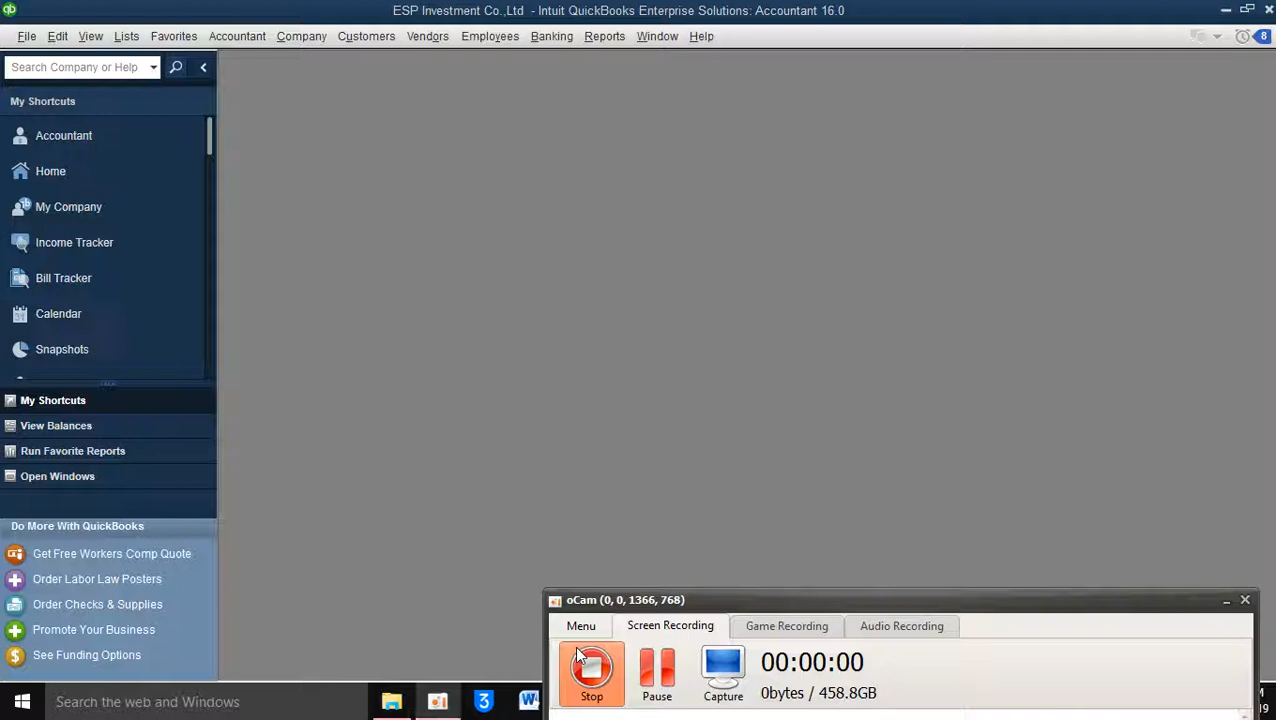 qb
ESP Investment Co.,Ltd - Intuit QuickBooks Enterprise Solutions: Accountant 16.0
File Edit View Lists Favorites Accountant Company Customers Vendors Employees Banking Reports Window Help 8
Search Company or Help
My Shortcuts
Accountant
Home
My Company
Income Tracker
Bill Tracker
Calendar
Snapshots
My Shortcuts
View Balances
Run Favorite Reports
Open Windows
Do More With QuickBooks
Get Free Workers Comp Quote
Order Labor Law Posters
Order Checks & Supplies
Promote Your Business
See Funding Options
oCam (0, 0, 1366, 768)
Menu Screen Recording Game Recording Audio Recording
Stop Pause Capture
00:00:00
0bytes / 458.8GB
Search the web and Windows